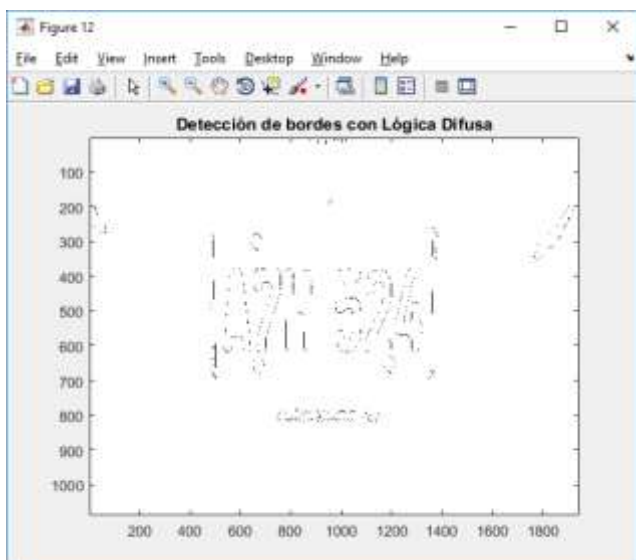 Figure 12
File Edit View Insert Tools Desktop Window Help
Detección de bordes con Lógica Difusa
100
200
300
400
500
600
700
800
900
1000
200 400 600 800 1000 1200 1400 1600 1800